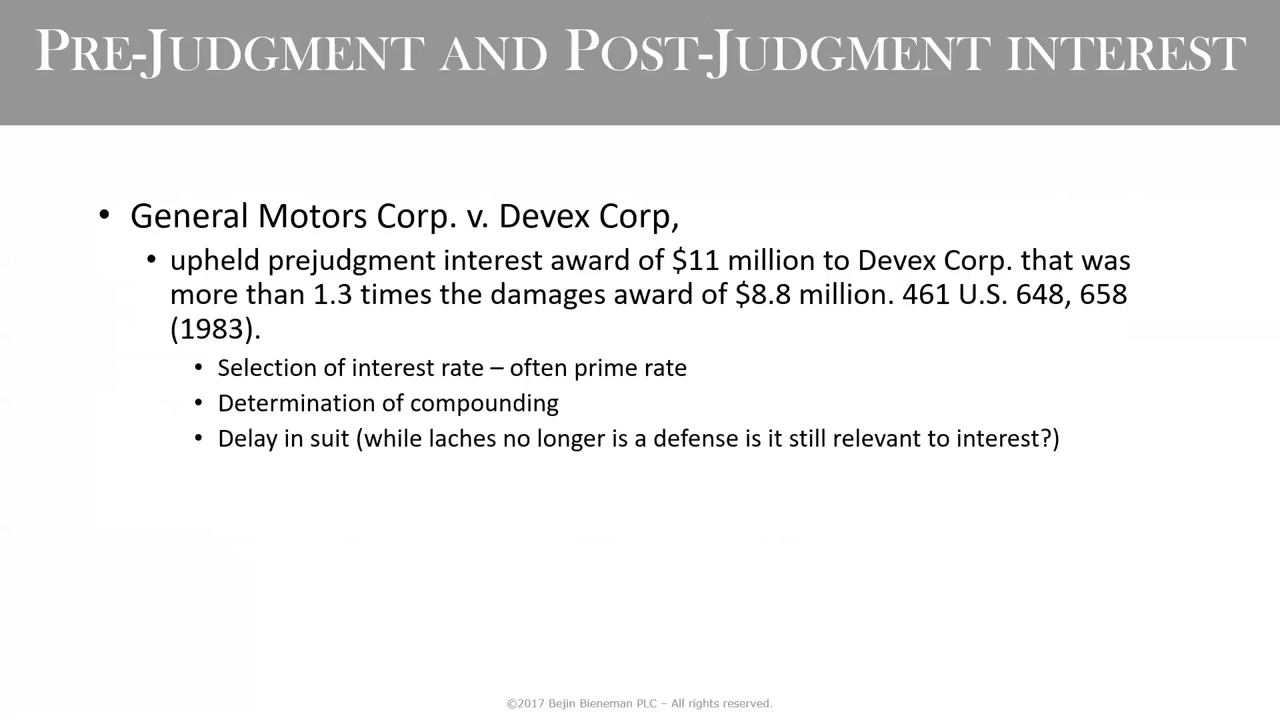 Pre-Judgment and Post-Judgment interest
• General Motors Corp. v. Devex Corp,
• upheld prejudgment interest award of $11 million to Devex Corp. that was
more than 1.3 times the damages award of $8.8 million. 461 U.S. 648, 658
(1983).
• Selection of interest rate – often prime rate
• Determination of compounding
• Delay in suit (while laches no longer is a defense is it still relevant to interest?)
©2017 Bejin Bieneman PLC – All rights reserved.